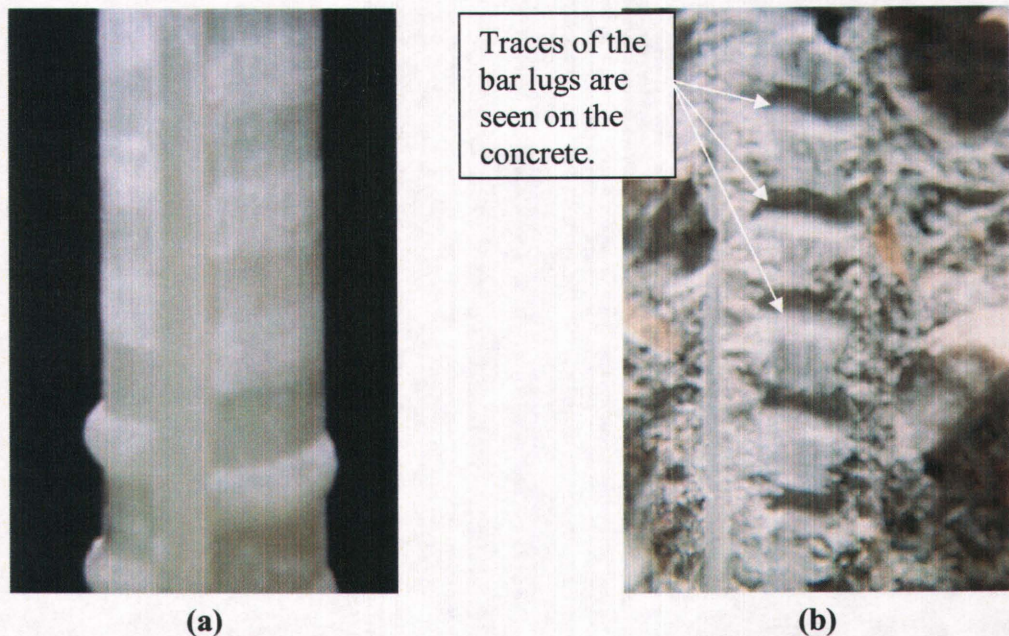 Traces of the
bar lugs are
seen on the
concrete.
(a)
(b)